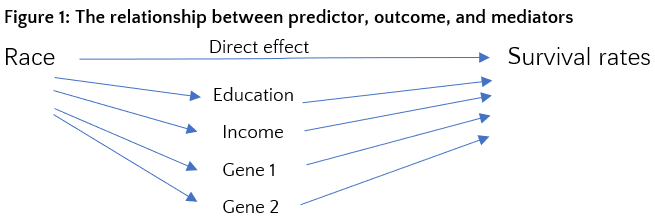 Figure 1: The relationship between predictor, outcome, and mediators
Race
Direct effect
Survival rates
Education
Income
Gene 1
Gene 2